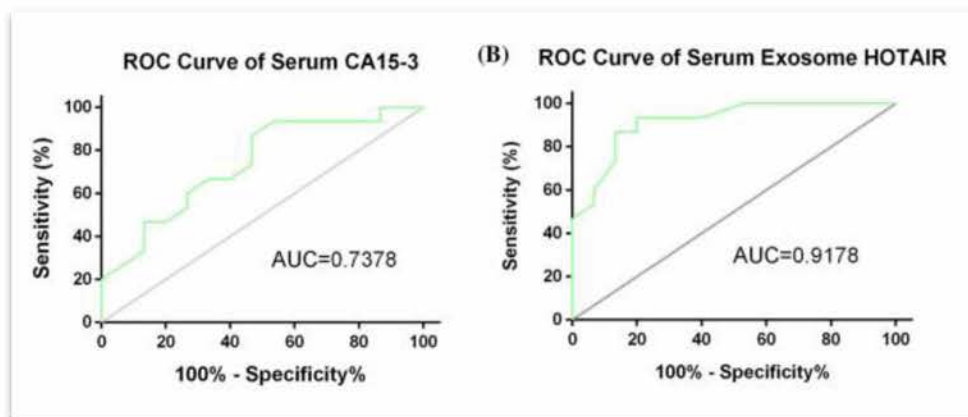 ROC Curve of Serum CA15-3
Sensitivity (%)
100
80
60
40
20
0
AUC=0.7378
0 20 40 60 80 100
100% - Specificity%
(B) ROC Curve of Serum Exosome HOTAIR
Sensitivity (%)
100
80
60
40
20
0
AUC=0.9178
0 20 40 60 80 100
100% - Specificity%